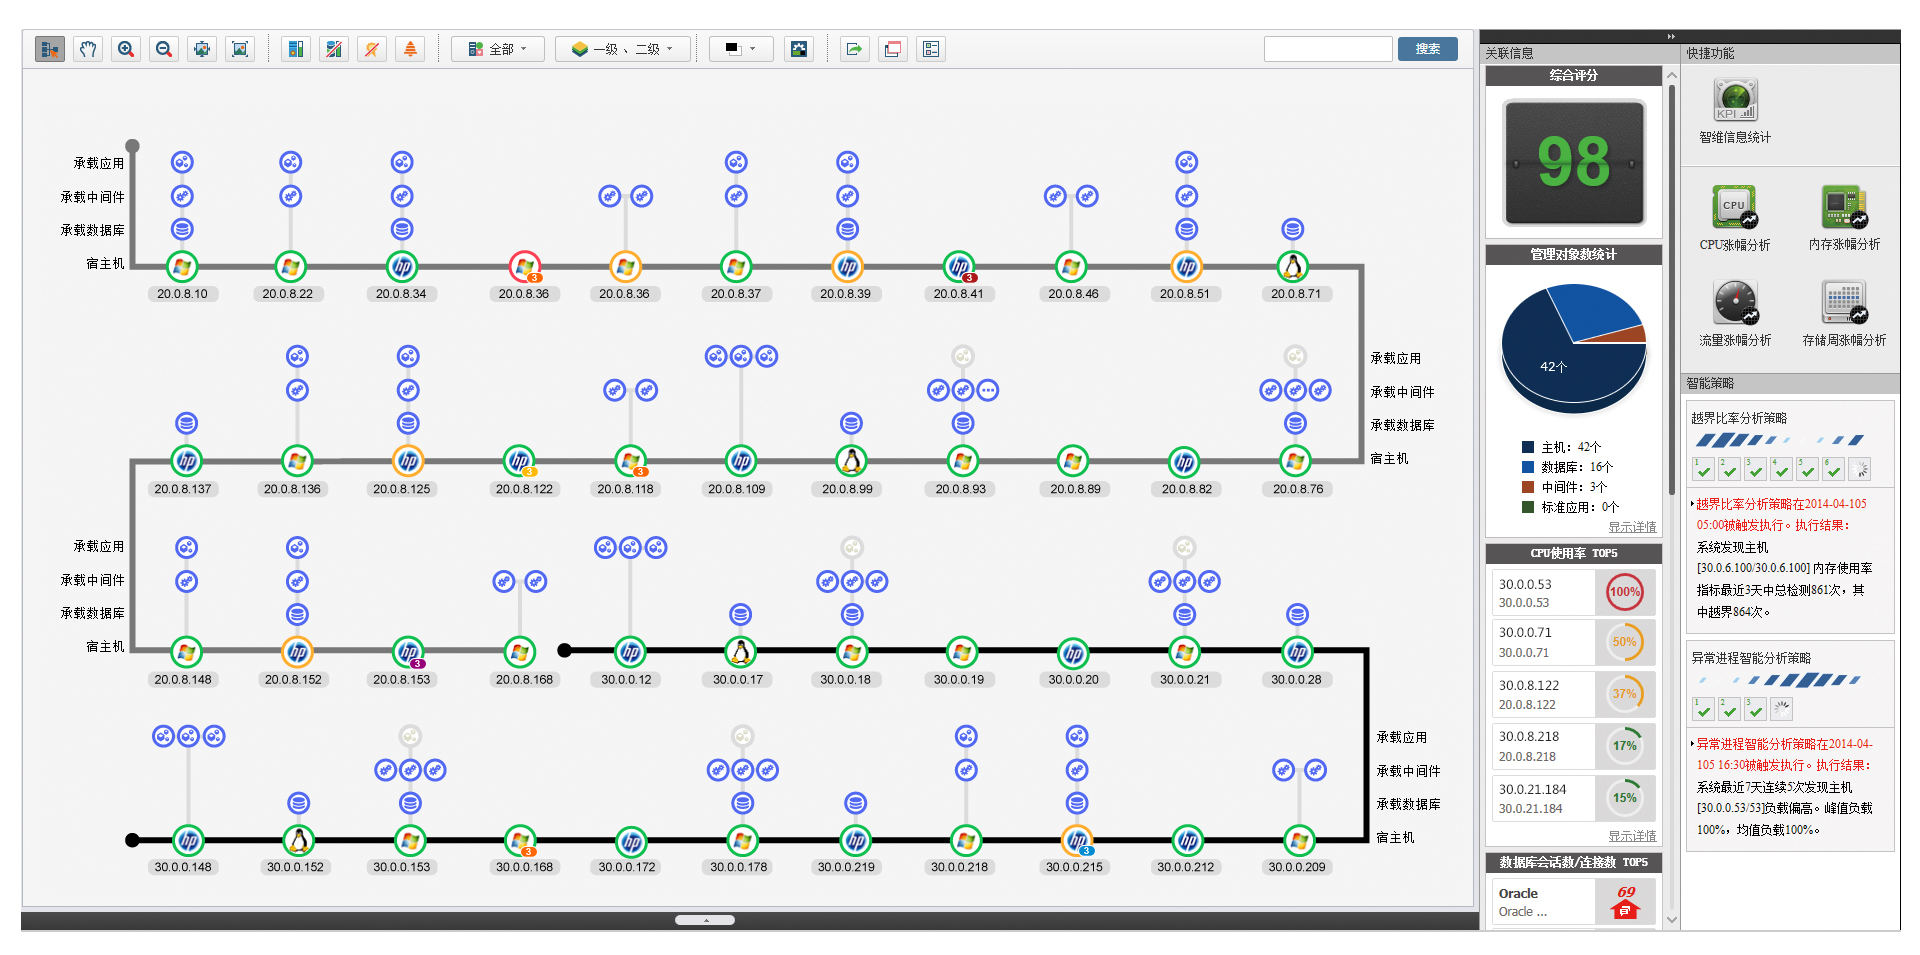 全部
一级 、二级
搜索
承载应用
承载中间件
承载数据库
宿主机
3
3
20.0.8.10
20.0.8.22
20.0.8.34
20.0.8.36
20.0.8.36
20.0.8.37
20.0.8.39
20.0.8.41
20.0.8.46
20.0.8.51
20.0.8.71
承载应用
承载中间件
承载数据库
宿主机
3
3
20.0.8.137
20.0.8.136
20.0.8.125
20.0.8.122
20.0.8.118
20.0.8.109
20.0.8.99
20.0.8.93
20.0.8.89
20.0.8.82
20.0.8.76
承载应用
承载中间件
承载数据库
宿主机
3
20.0.8.148
20.0.8.152
20.0.8.153
20.0.8.168
30.0.0.12
30.0.0.17
30.0.0.18
30.0.0.19
30.0.0.20
30.0.0.21
30.0.0.28
承载应用
承载中间件
承载数据库
宿主机
3
3
30.0.0.148
30.0.0.152
30.0.0.153
30.0.0.168
30.0.0.172
30.0.0.178
30.0.0.219
30.0.0.218
30.0.0.215
30.0.0.212
30.0.0.209
关联信息
综合评分
98
管理对象数统计
42个
主机：42个
数据库：16个
中间件：3个
标准应用：0个
显示详情
CPU使用率 TOP5
30.0.0.53
30.0.0.53
100%
30.0.0.71
30.0.0.71
50%
30.0.8.122
20.0.8.122
37%
30.0.8.218
20.0.8.218
17%
30.0.21.184
30.0.21.184
15%
显示详情
数据库会话数/连接数 TOP5
Oracle
Oracle ...
69
快捷功能
KPI
智维信息统计
CPU
CPU涨幅分析
内存涨幅分析
流量涨幅分析
存储周涨幅分析
智能策略
越界比率分析策略
1 2 3 4 5 6
越界比率分析策略在2014-04-105
05:00被触发执行。执行结果：
系统发现主机
[30.0.6.100/30.0.6.100] 内存使用率
指标最近3天中总检测861次，其
中越界864次。
异常进程智能分析策略
1 2 3
异常进程智能分析策略在2014-04-
105 16:30被触发执行。执行结果：
系统最近7天连续5次发现主机
[30.0.0.53/53]负载偏高。峰值负载
100%，均值负载100%。